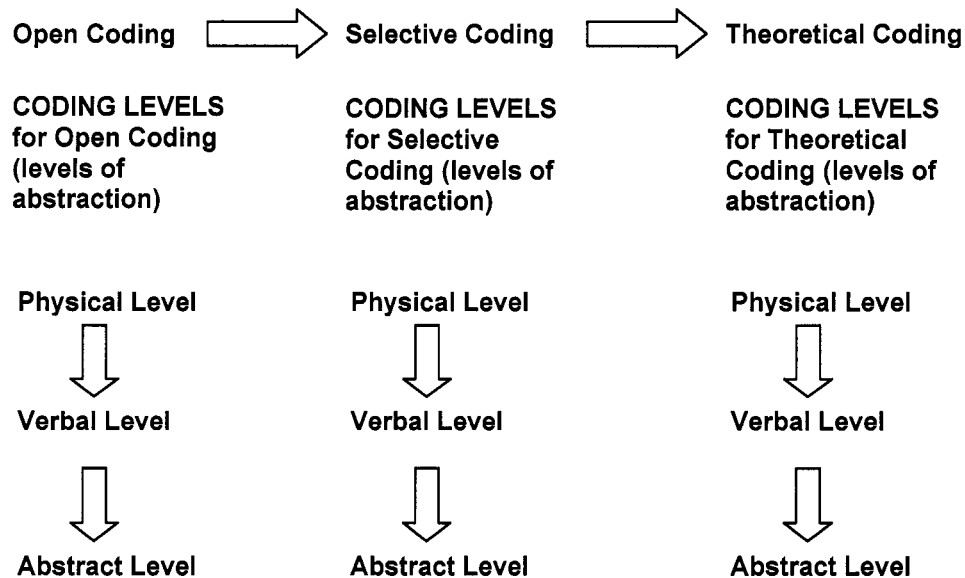 Open Coding
Selective Coding
Theoretical Coding
CODING LEVELS
for Open Coding
(levels of
abstraction)
CODING LEVELS
for Selective
Coding (levels of
abstraction)
CODING LEVELS
for Theoretical
Coding (levels of
abstraction)
Physical Level
Physical Level
Physical Level
Verbal Level
Verbal Level
Verbal Level
Abstract Level
Abstract Level
Abstract Level